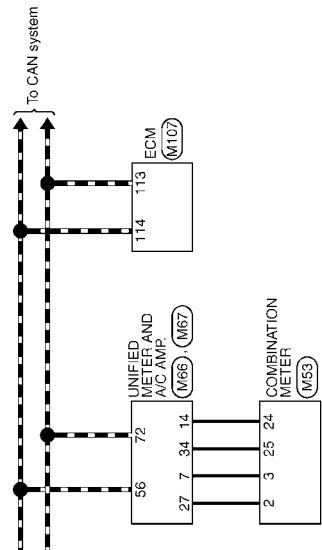 To CAN system
113
114
ECM
M107
72
56
UNIFIED
METER AND
A/C AMP.
M66 , M67
14
34
7
27
COMBINATION
METER
M53
24
25
3
2